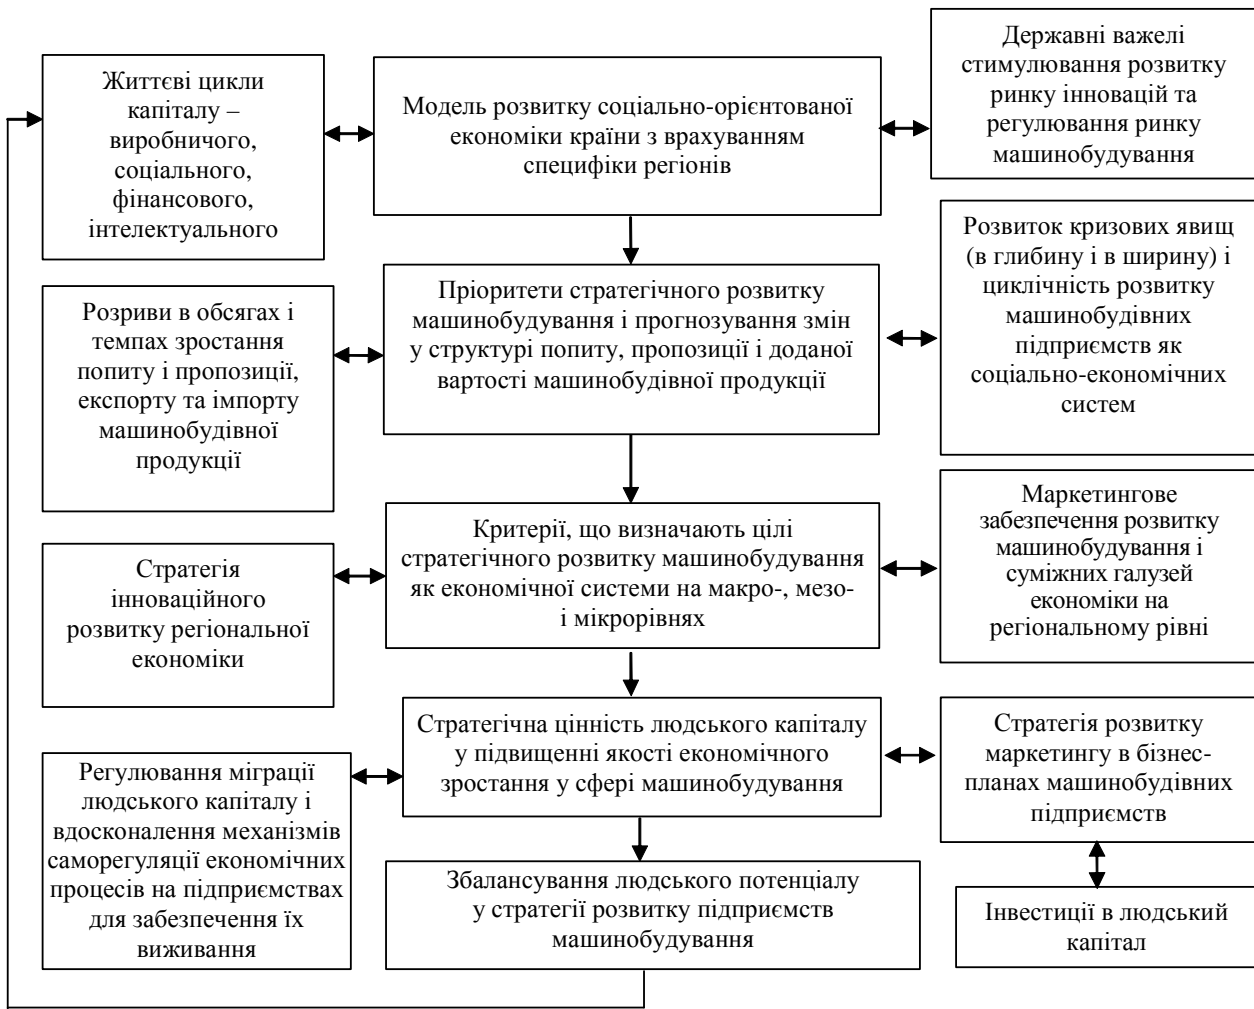 Життєві цикли
капіталу –
виробничого,
соціального,
фінансового,
інтелектуального
Модель розвитку соціально-орієнтованої
економіки країни з врахуванням
специфіки регіонів
Державні важелі
стимулювання розвитку
ринку інновацій та
регулювання ринку
машинобудування
Розриви в обсягах і
темпах зростання
попиту і пропозиції,
експорту та імпорту
машинобудівної
продукції
Пріоритети стратегічного розвитку
машинобудування і прогнозування змін
у структурі попиту, пропозиції і доданої
вартості машинобудівної продукції
Розвиток кризових явищ
(в глибину і в ширину) і
циклічність розвитку
машинобудівних
підприємств як
соціально-економічних
систем
Стратегія
інноваційного
розвитку регіональної
економіки
Критерії, що визначають цілі
стратегічного розвитку машинобудування
як економічної системи на макро-, мезо-
і мікрорівнях
Маркетингове
забезпечення розвитку
машинобудування і
суміжних галузей
економіки на
регіональному рівні
Регулювання міграції
людського капіталу і
вдосконалення механізмів
саморегуляції економічних
процесів на підприємствах
для забезпечення їх
виживання
Стратегічна цінність людського капіталу
у підвищенні якості економічного
зростання у сфері машинобудування
Стратегія розвитку
маркетингу в бізнес-
планах машинобудівних
підприємств
Збалансування людського потенціалу
у стратегії розвитку підприємств
машинобудування
Інвестиції в людський
капітал